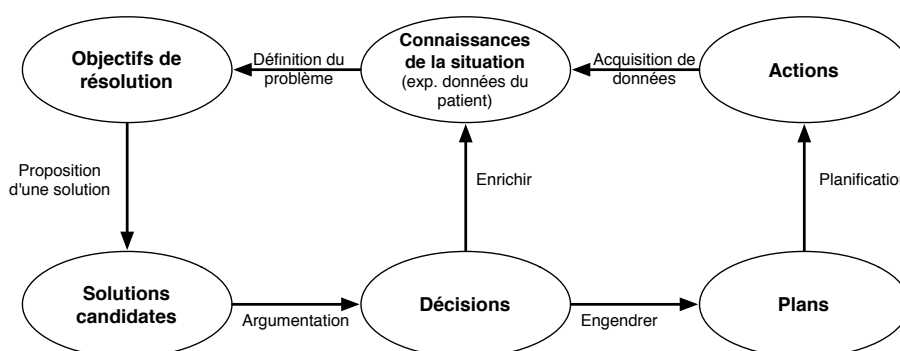 Objectifs de
résolution
Définition du
problème
Connaissances
de la situation
(exp. données du
patient)
Acquisition de
données
Actions
Proposition
d'une solution
Enrichir
Planification
Solutions
candidates
Argumentation
Décisions
Engendrer
Plans